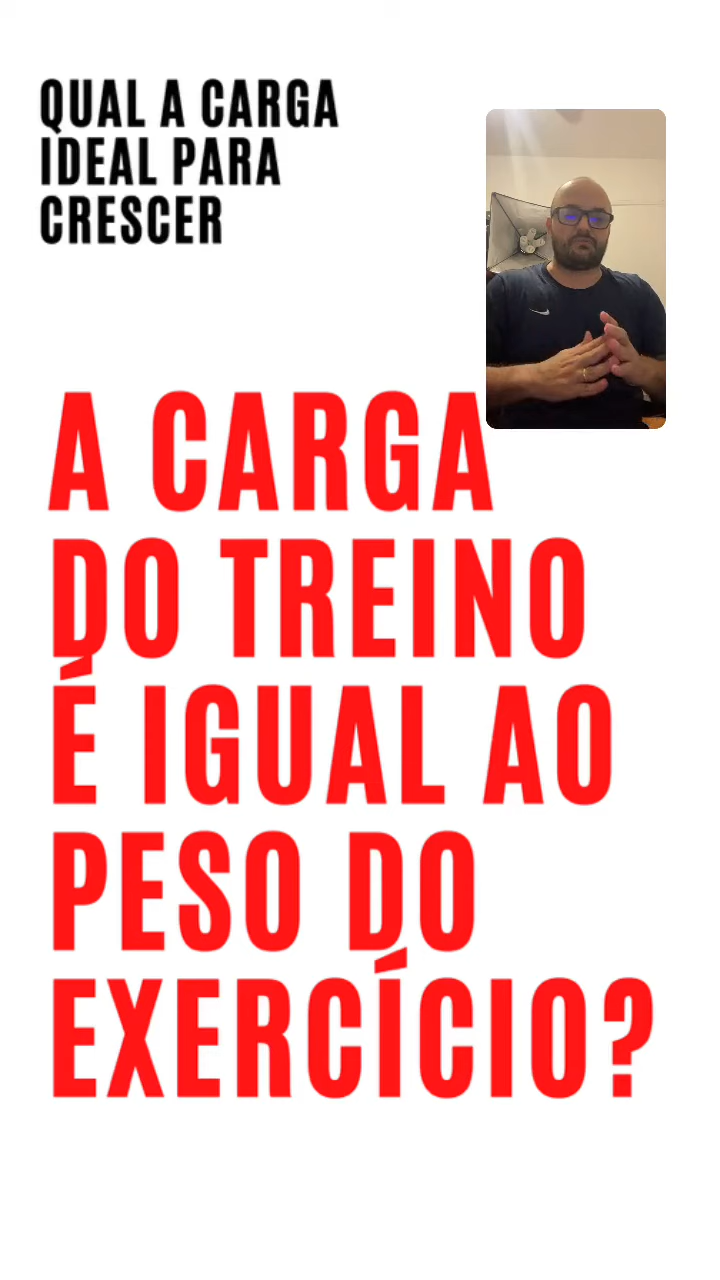 QUAL A CARGA
IDEAL PARA
CRESCER
A CARGA
DO TREINO
È IGUAL AO
PESO DO
EXERCÍCIO?